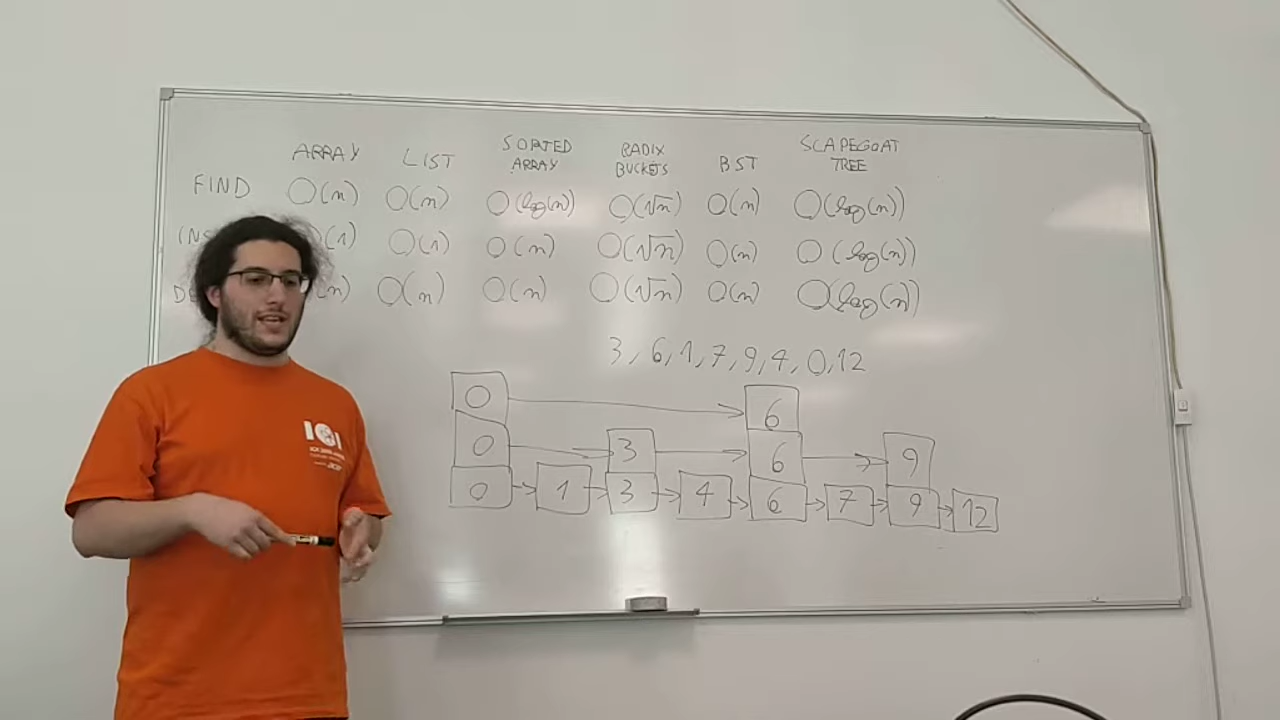 ARRAY LIST SORTED ARRAY RADIX BUCKETS BST SCAPEGOAT TREE
FIND O(n) O(n) O(log(n)) O(√n) O(n) O(log(n))
O(1) O(n) O(√n) O(n) O(log(n))
O(n) O(n) O(√n) O(n) O(log(n))
3, 6, 1, 7, 9, 4, 0, 12
0 6
0 3 6 9
0 1 3 4 6 7 9 12
IOI